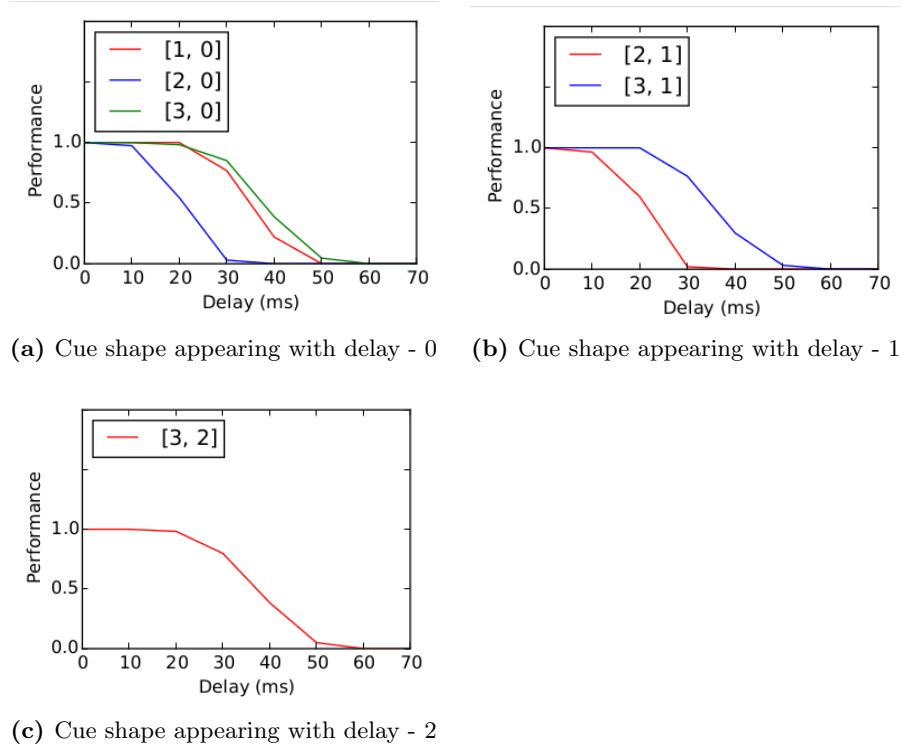 [1, 0]
[2, 0]
[3, 0]
Performance
1.0
0.5
0.0
0 10 20 30 40 50 60 70
Delay (ms)
(a) Cue shape appearing with delay - 0
[2, 1]
[3, 1]
Performance
1.0
0.5
0.0
0 10 20 30 40 50 60 70
Delay (ms)
(b) Cue shape appearing with delay - 1
[3, 2]
Performance
1.0
0.5
0.0
0 10 20 30 40 50 60 70
Delay (ms)
(c) Cue shape appearing with delay - 2